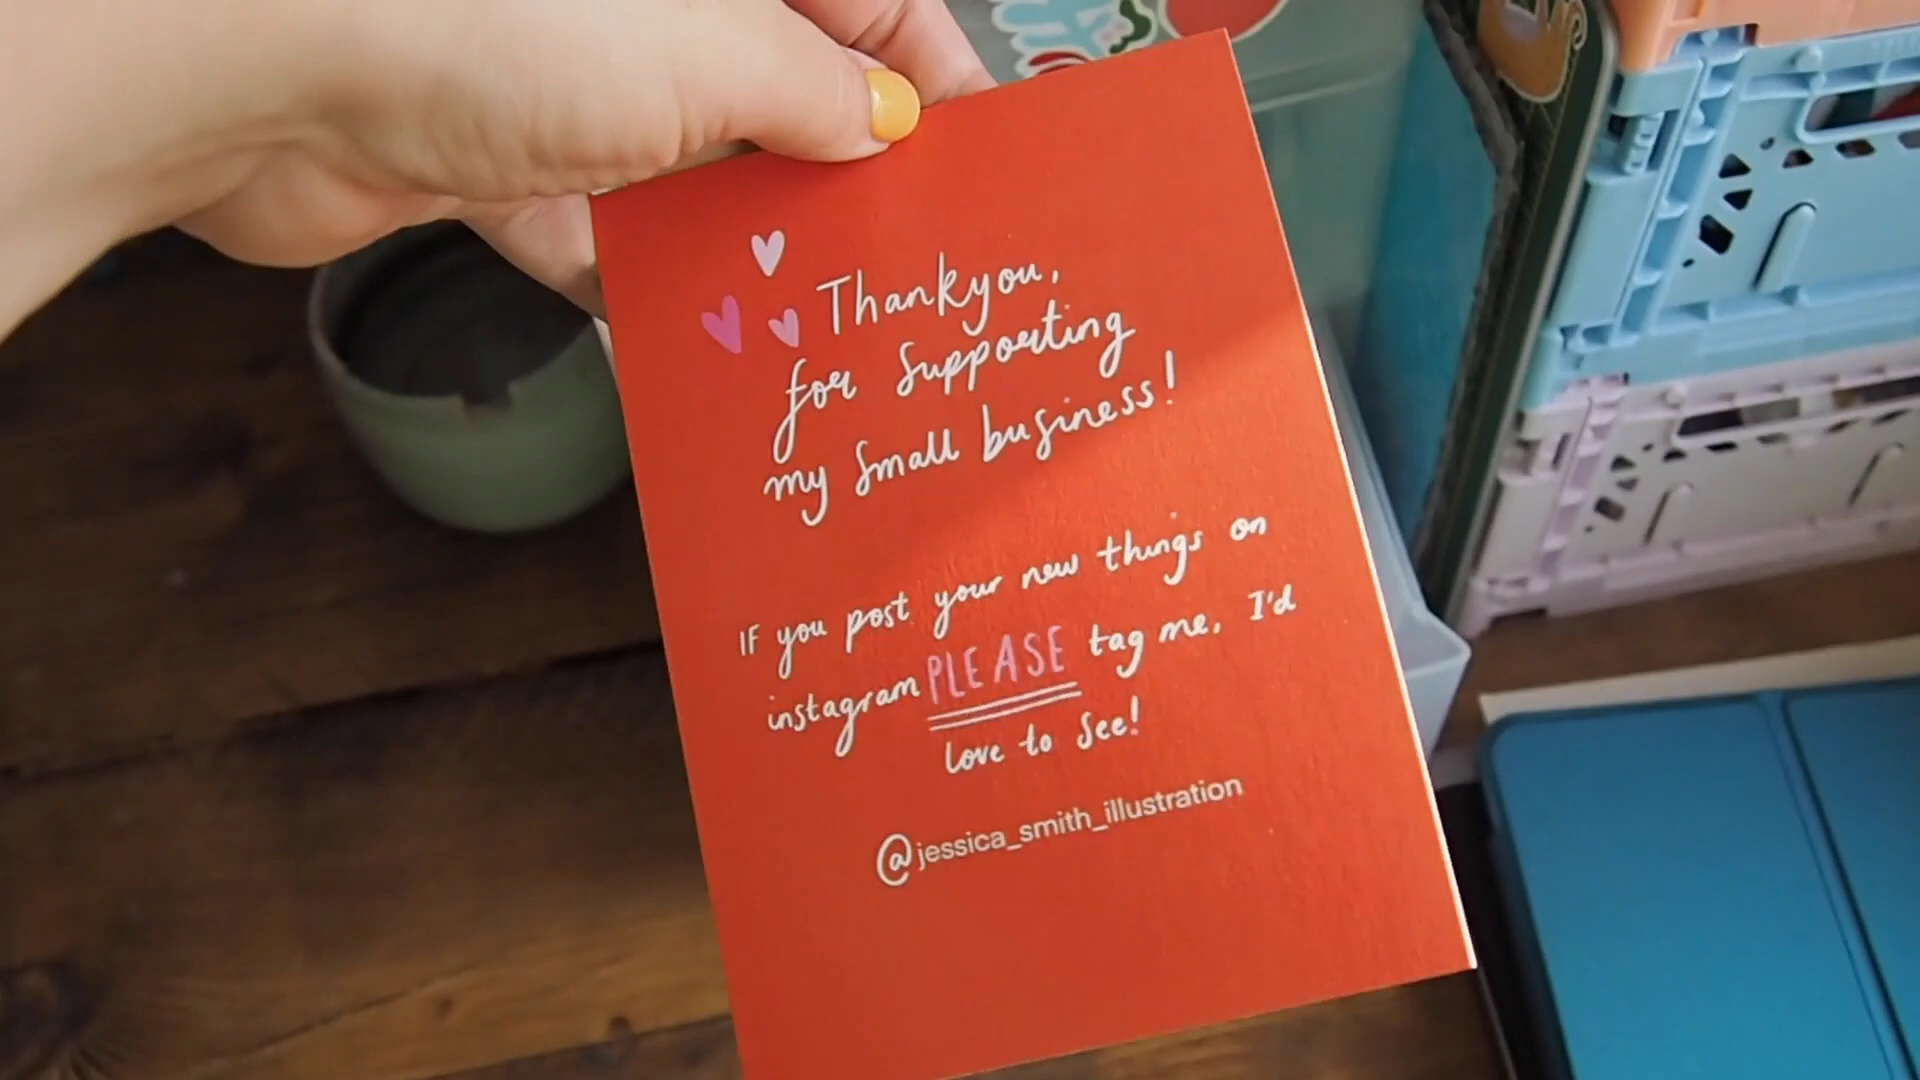 Thankyou,
for supporting
my small business!
IF you post your new things on
instagram PLEASE tag me, I'd
love to see!
@jessica_smith_illustration